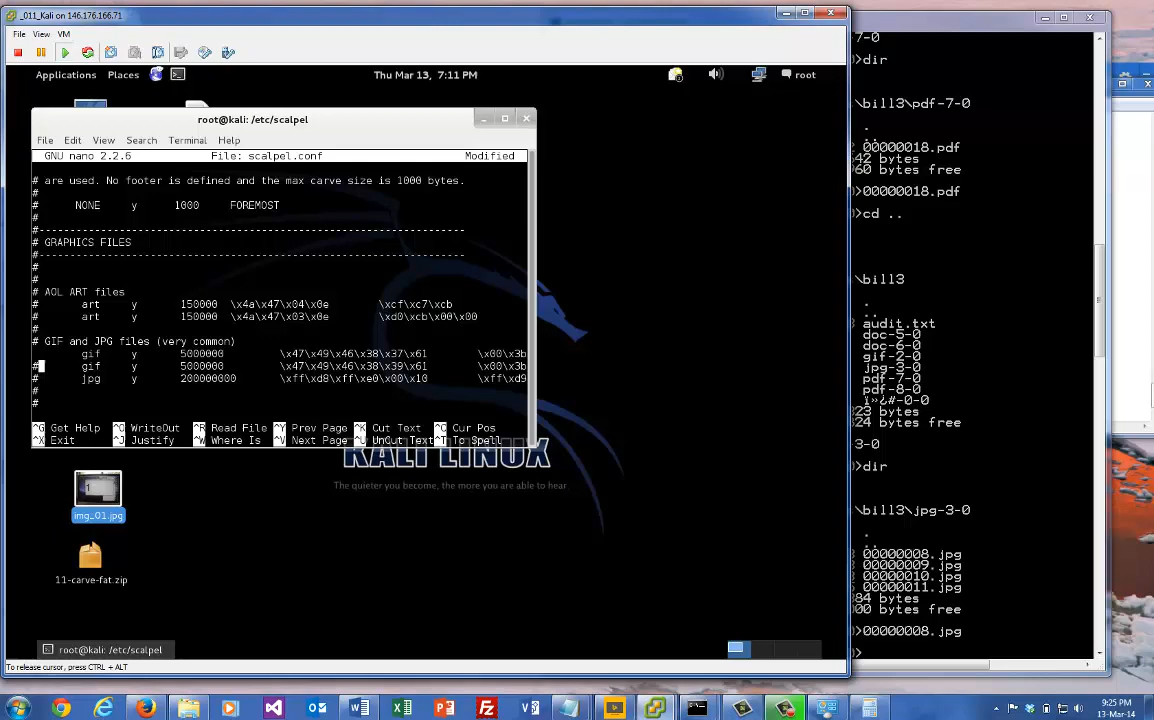 _011_Kali on 146.176.166.71
File View VM
Applications Places Thu Mar 13, 7:11 PM root
root@kali: /etc/scalpel
File Edit View Search Terminal Help
GNU nano 2.2.6 File: scalpel.conf Modified
# are used. No footer is defined and the max carve size is 1000 bytes.
#
# NONE y 1000 FOREMOST
#
#---------------------------------------------------------------------
# GRAPHICS FILES
#---------------------------------------------------------------------
#
#
# AOL ART files
# art y 150000 \x4a\x47\x04\x0e \xcf\xc7\xcb
# art y 150000 \x4a\x47\x03\x0e \xd0\xcb\x00\x00
#
# GIF and JPG files (very common)
gif y 5000000 \x47\x49\x46\x38\x37\x61 \x00\x3b
# gif y 5000000 \x47\x49\x46\x38\x39\x61 \x00\x3b
# jpg y 200000000 \xff\xd8\xff\xe0\x00\x10 \xff\xd9
#
#
^G Get Help ^O WriteOut ^R Read File ^Y Prev Page ^K Cut Text ^C Cur Pos
^X Exit ^J Justify ^W Where Is ^V Next Page ^U UnCut Text ^T To Spell
KALI LINUX
The quieter you become, the more you are able to hear.
img_01.jpg
11-carve-fat.zip
root@kali: /etc/scalpel
To release cursor, press CTRL + ALT
7-0
>dir
\bill3\pdf-7-0
.
..
00000018.pdf
42 bytes
60 bytes free
>00000018.pdf
>cd ..
\bill3
.
..
audit.txt
doc-5-0
doc-6-0
gif-2-0
jpg-3-0
pdf-7-0
pdf-8-0
ï»¿#-0-0
23 bytes
24 bytes free
3-0
>dir
\bill3\jpg-3-0
.
..
00000008.jpg
00000009.jpg
00000010.jpg
00000011.jpg
84 bytes
00 bytes free
>00000008.jpg
>
9:25 PM
13-Mar-14